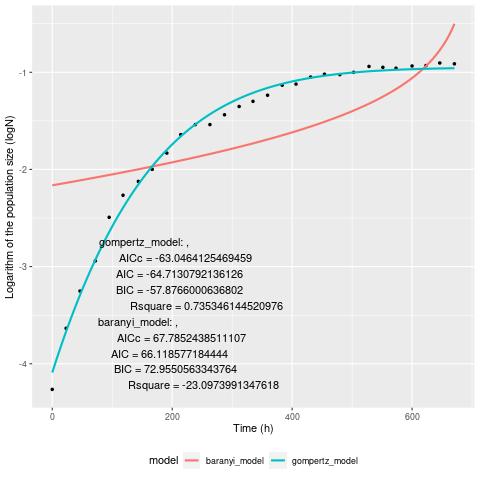 -1
-2
-3
-4
Logarithm of the population size (logN)
gompertz_model: ,
AICc = -63.0464125469459
AIC = -64.7130792136126
BIC = -57.8766000636802
Rsquare = 0.735346144520976
baranyi_model: ,
AICc = 67.7852438511107
AIC = 66.118577184444
BIC = 72.9550563343764
Rsquare = -23.0973991347618
0 200 400 600
Time (h)
model baranyi_model gompertz_model